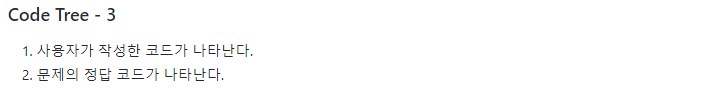 Code Tree - 3
1. 사용자가 작성한 코드가 나타난다.
2. 문제의 정답 코드가 나타난다.